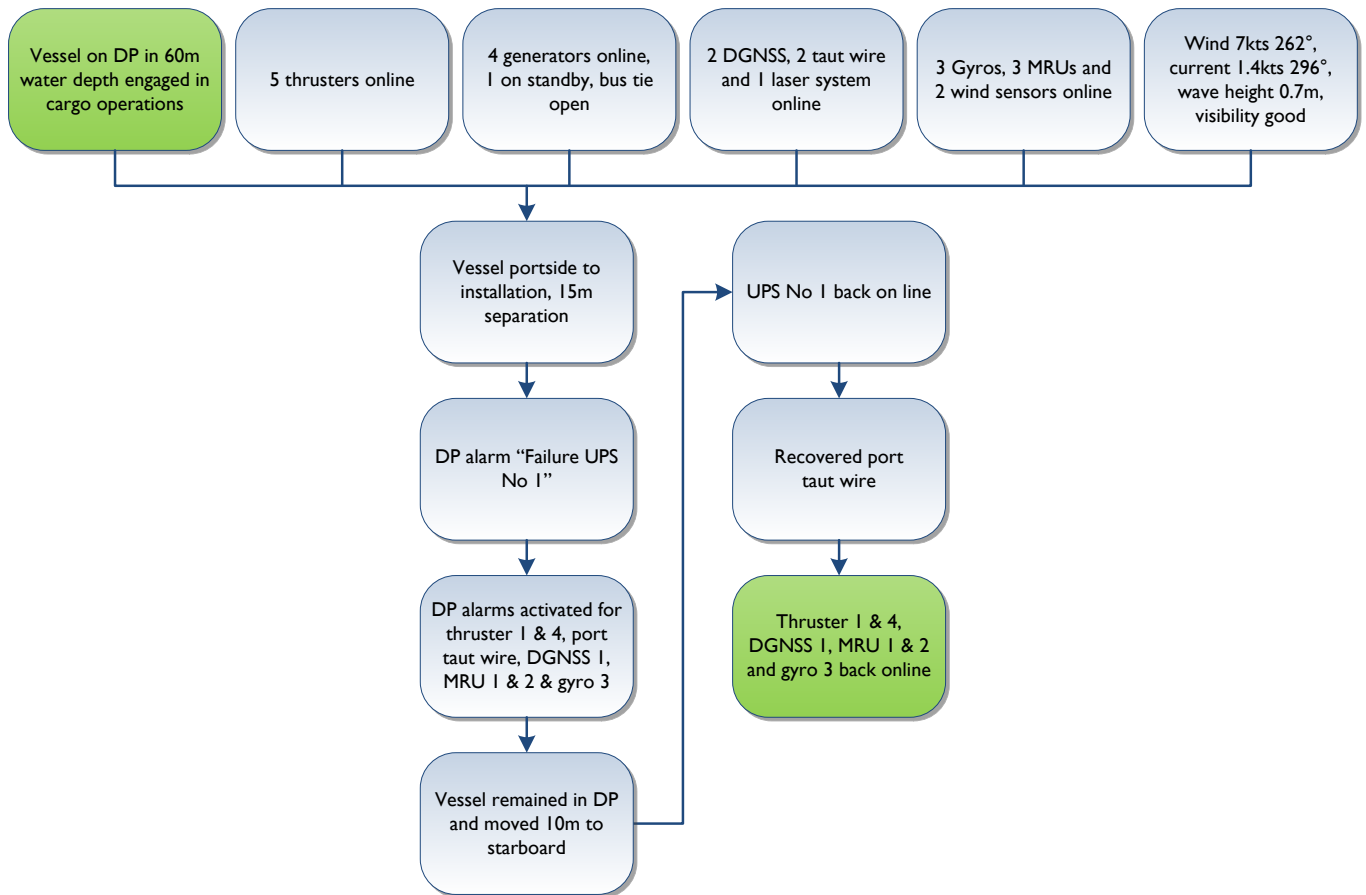 Vessel on DP in 60m
water depth engaged in
cargo operations
5 thrusters online
4 generators online,
1 on standby, bus tie
open
2 DGNSS, 2 taut wire
and 1 laser system
online
3 Gyros, 3 MRUs and
2 wind sensors online
Wind 7kts 262°,
current 1.4kts 296°,
wave height 0.7m,
visibility good
Vessel portside to
installation, 15m
separation
DP alarm “Failure UPS
No 1”
DP alarms activated for
thruster 1 & 4, port
taut wire, DGNSS 1,
MRU 1 & 2 & gyro 3
Vessel remained in DP
and moved 10m to
starboard
UPS No 1 back on line
Recovered port
taut wire
Thruster 1 & 4,
DGNSS 1, MRU 1 & 2
and gyro 3 back online